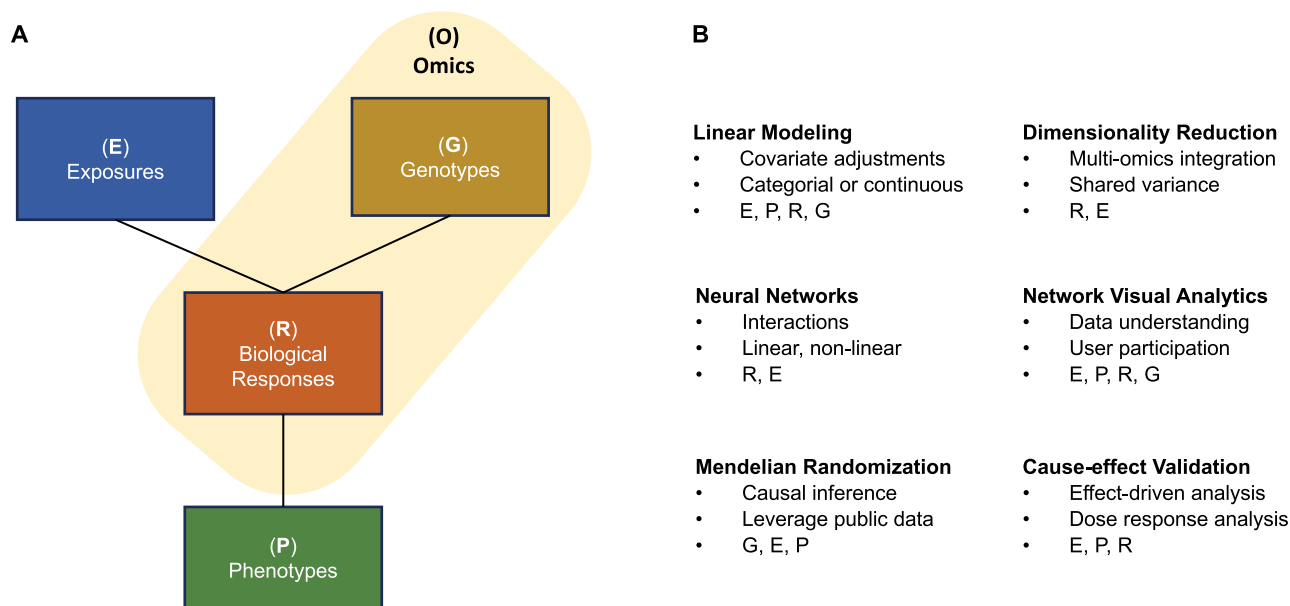 A
(O)
Omics
(E)
Exposures
(G)
Genotypes
(R)
Biological
Responses
(P)
Phenotypes
B
Linear Modeling
• Covariate adjustments
• Categorial or continuous
• E, P, R, G
Dimensionality Reduction
• Multi-omics integration
• Shared variance
• R, E
Neural Networks
• Interactions
• Linear, non-linear
• R, E
Network Visual Analytics
• Data understanding
• User participation
• E, P, R, G
Mendelian Randomization
• Causal inference
• Leverage public data
• G, E, P
Cause-effect Validation
• Effect-driven analysis
• Dose response analysis
• E, P, R